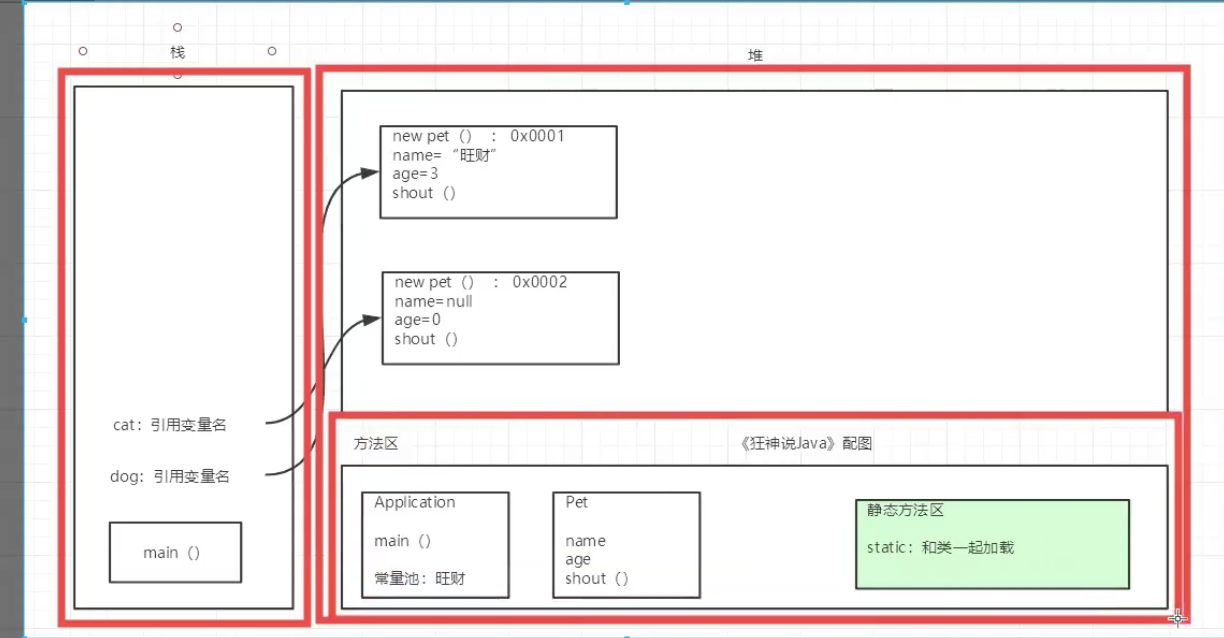 栈
堆
new pet（） ： 0x0001
name= “旺财”
age=3
shout（）
new pet（） ： 0x0002
name=null
age=0
shout（）
cat：引用变量名
dog：引用变量名
main（）
方法区
《狂神说Java》配图
Application
main（）
常量池：旺财
Pet
name
age
shout（）
静态方法区
static：和类一起加载